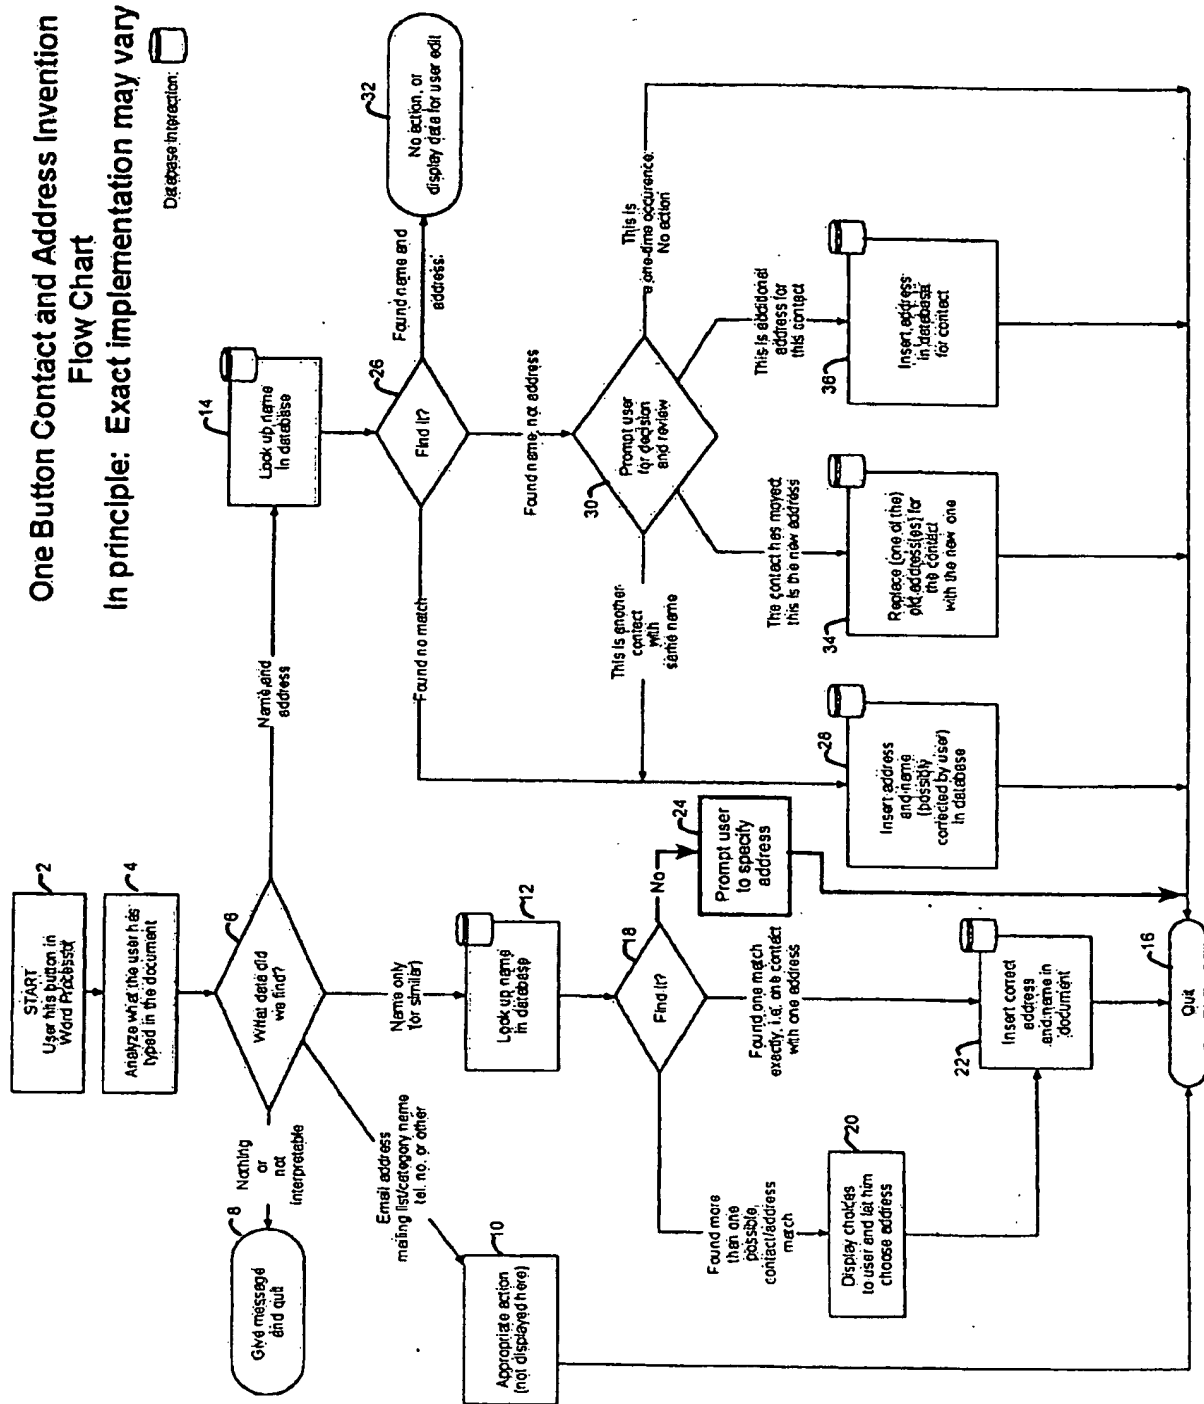 One Button Contact and Address Invention
Flow Chart
In principle: Exact implementation may vary
Database Interaction:
START
User hits button in
Word Processor
2
Analyze what the user has
typed in the document
4
What data did
we find?
6
Nothing
or
not
interpretable
Give message
and quit
8
Email address
mailing list/category name
tel. no. or other
Appropriate action
(not displayed here)
10
Name only
(or similar)
Look up name
in database
12
Name and
address
Look up name
in database
14
Find it?
18
No
Prompt user
to specify
address
24
Found more
than one
possible
contact/address
match
Display choices
to user and let him
choose address
20
Found one match
exactly, i.e. one contact
with one address
Insert correct
address
and name in
document
22
Find it?
26
Found name and
address:
No action, or
display data for user edit
32
Found no match
Found name, not address
Prompt user
for decision
and review
30
This is another
contact
with
same name
The contact has moved;
this is the new address
This is additional
address for
this contact
This is
a one-time occurence:
No action
Insert address
and name
(possibly
corrected by user)
in database
28
Replace (one of the)
old address(es) for
the contact
with the new one
34
Insert address
in database
for contact
36
Quit
16